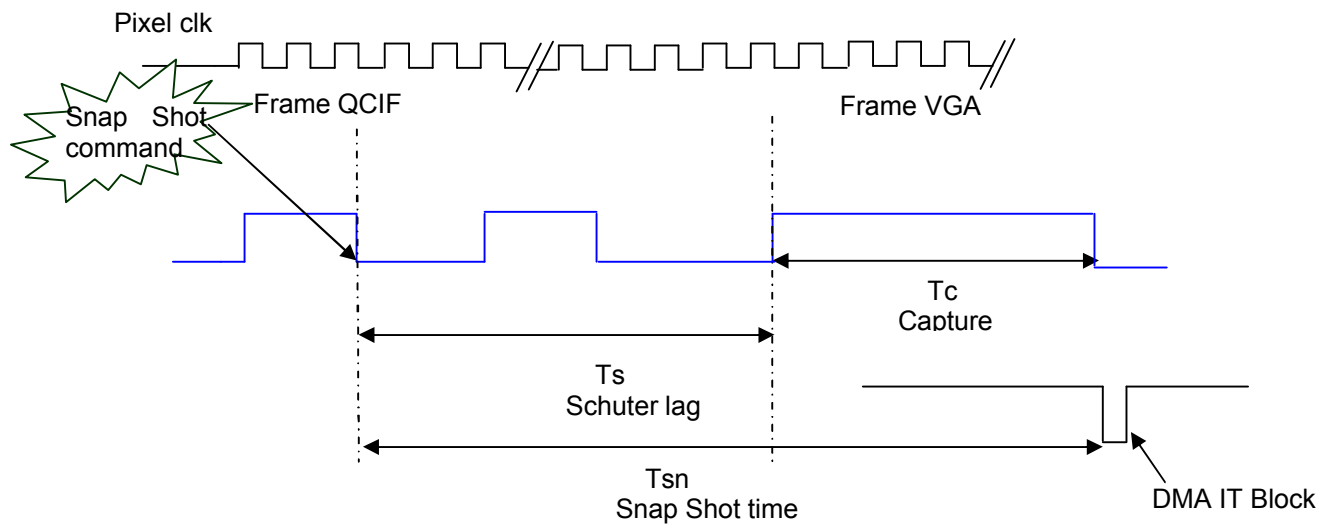 Pixel clk
Frame QCIF
Frame VGA
Snap Shot
command
Tc
Capture
Ts
Schuter lag
Tsn
Snap Shot time
DMA IT Block